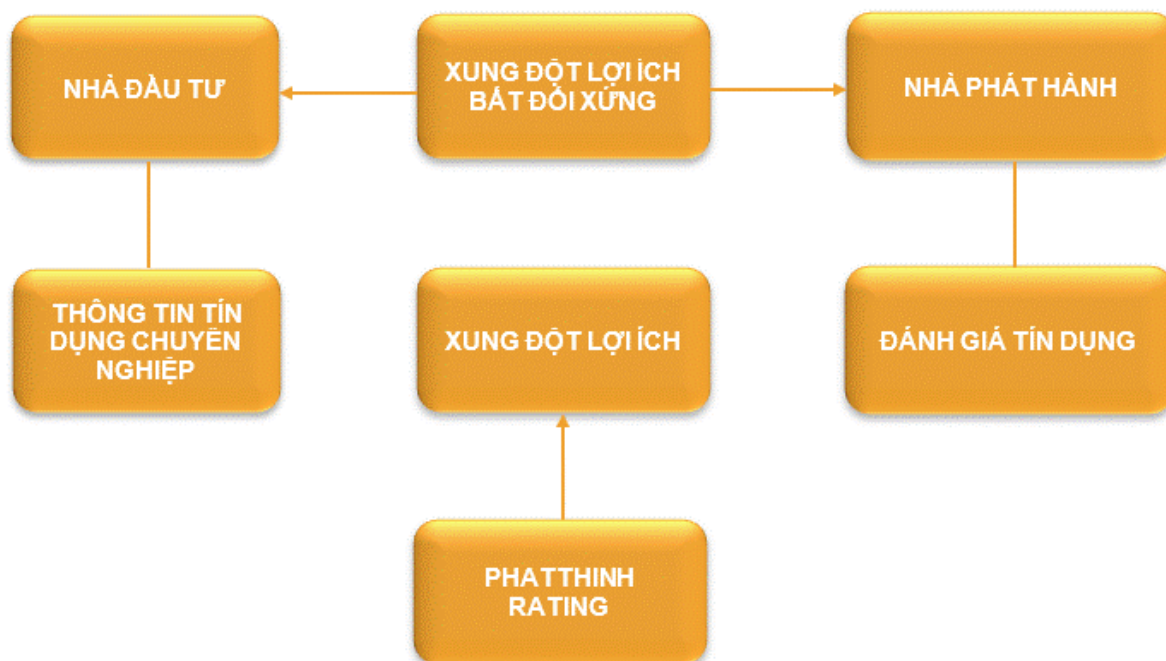 NHÀ ĐẦU TƯ
XUNG ĐỘT LỢI ÍCH
BẤT ĐỐI XỨNG
NHÀ PHÁT HÀNH
THÔNG TIN TÍN
DỤNG CHUYÊN
NGHIỆP
XUNG ĐỘT LỢI ÍCH
ĐÁNH GIÁ TÍN DỤNG
PHATTHINH
RATING